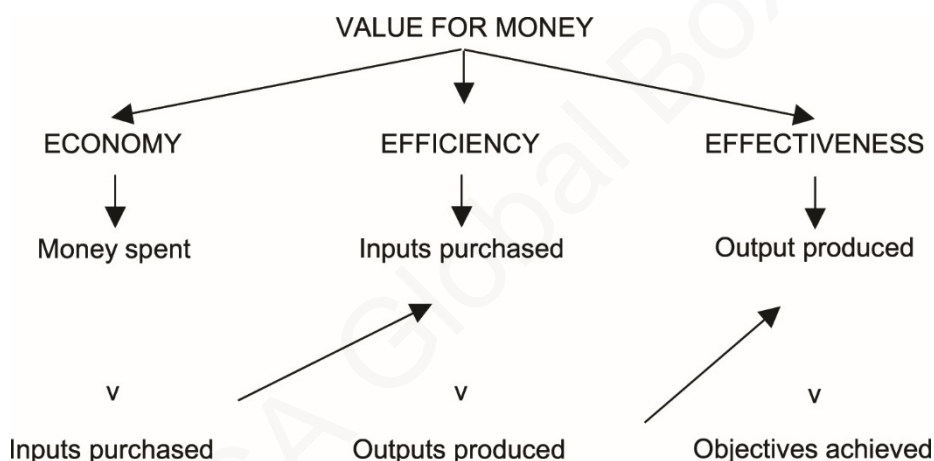 VALUE FOR MONEY
ECONOMY EFFICIENCY EFFECTIVENESS
Money spent Inputs purchased Output produced
v v v
Inputs purchased Outputs produced Objectives achieved